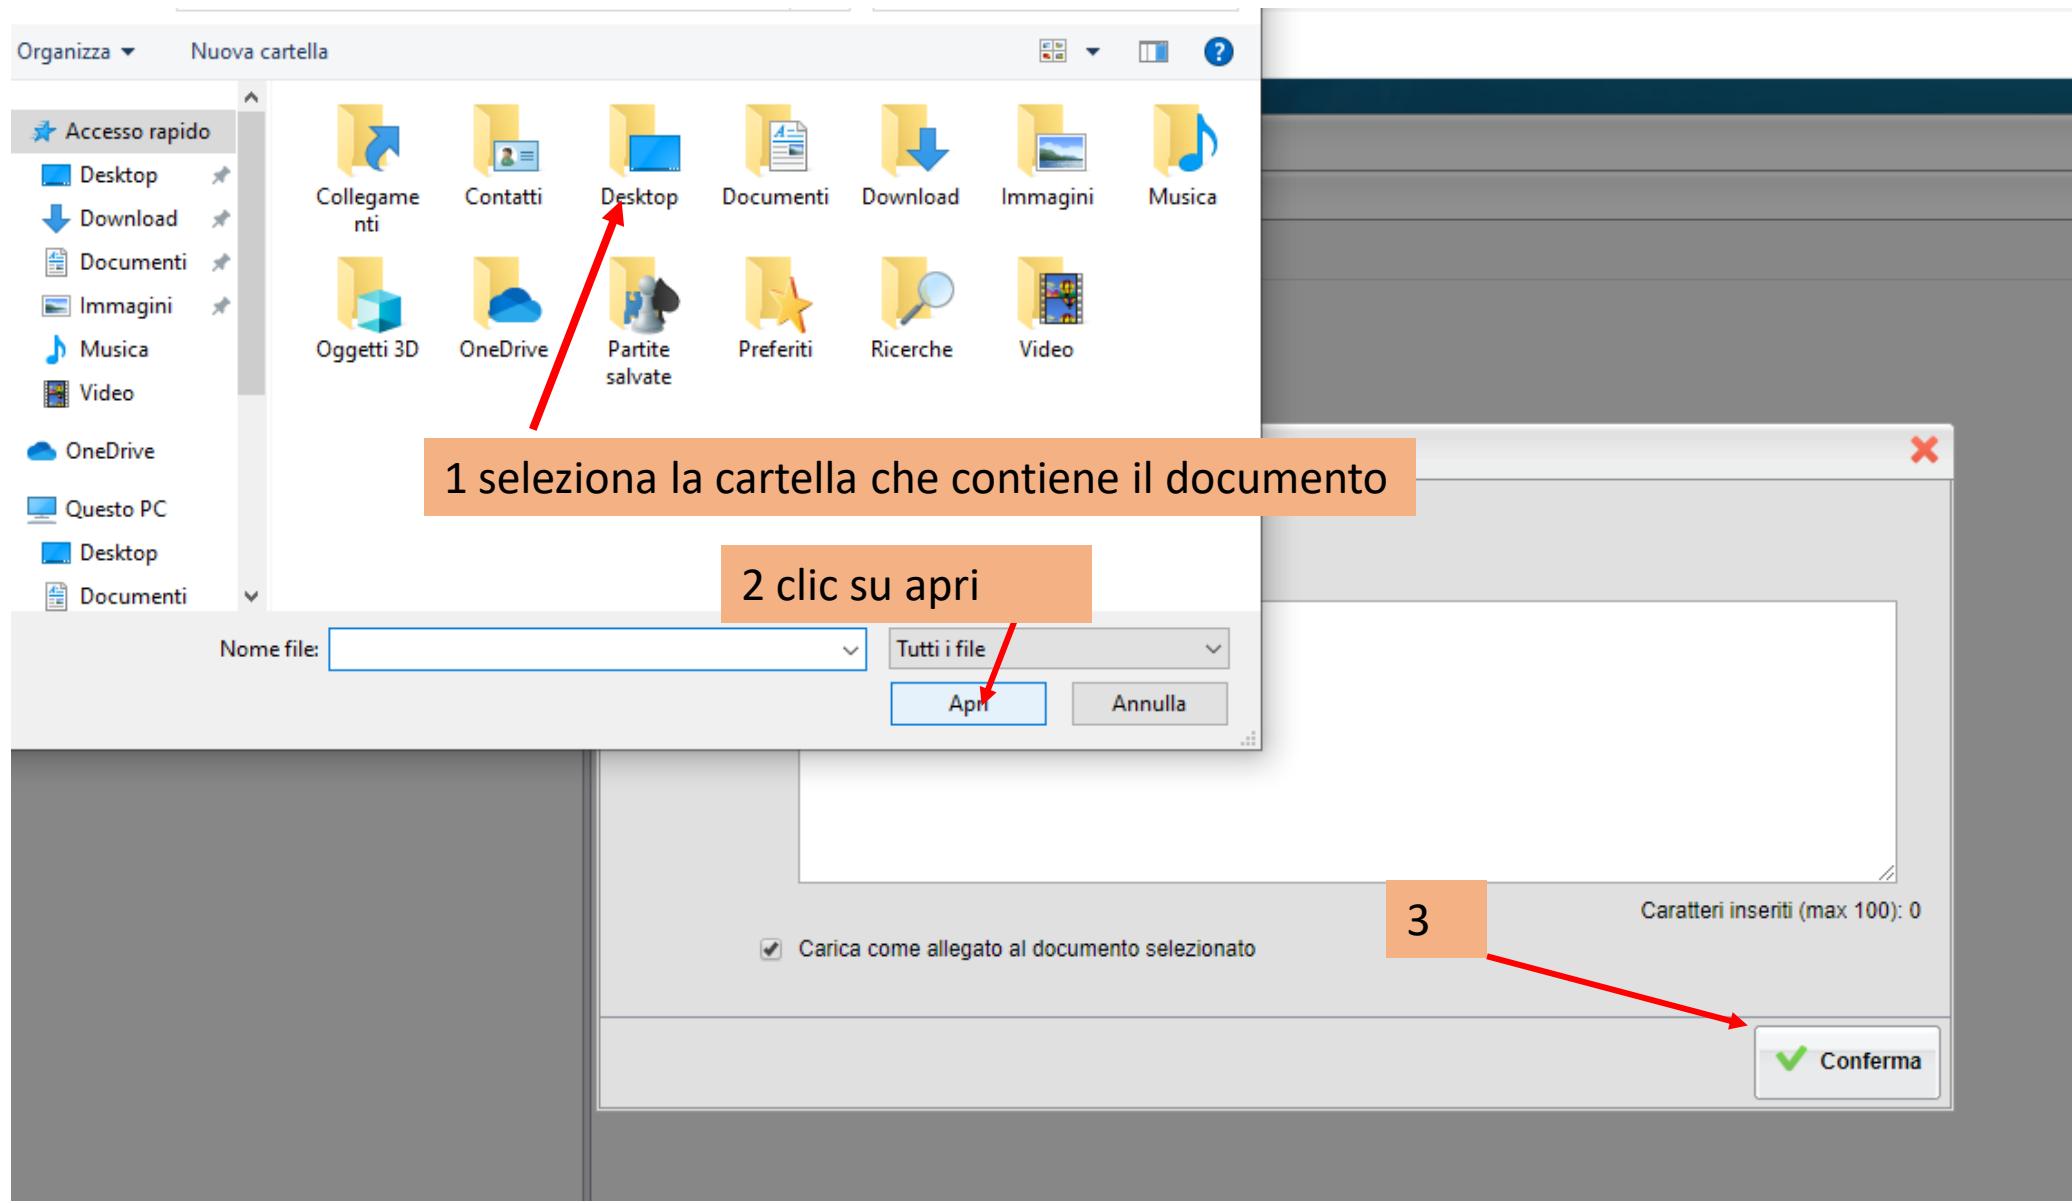 Organizza
Nuova cartella
Accesso rapido
Desktop
Download
Documenti
Immagini
Musica
Video
OneDrive
Questo PC
Desktop
Documenti
Collegame
nti
Contatti
Desktop
Documenti
Download
Immagini
Musica
Oggetti 3D
OneDrive
Partite
salvate
Preferiti
Ricerche
Video
1 seleziona la cartella che contiene il documento
2 clic su apri
Nome file:
Tutti i file
Apri
Annulla
3
Caratteri inseriti (max 100): 0
Carica come allegato al documento selezionato
Conferma